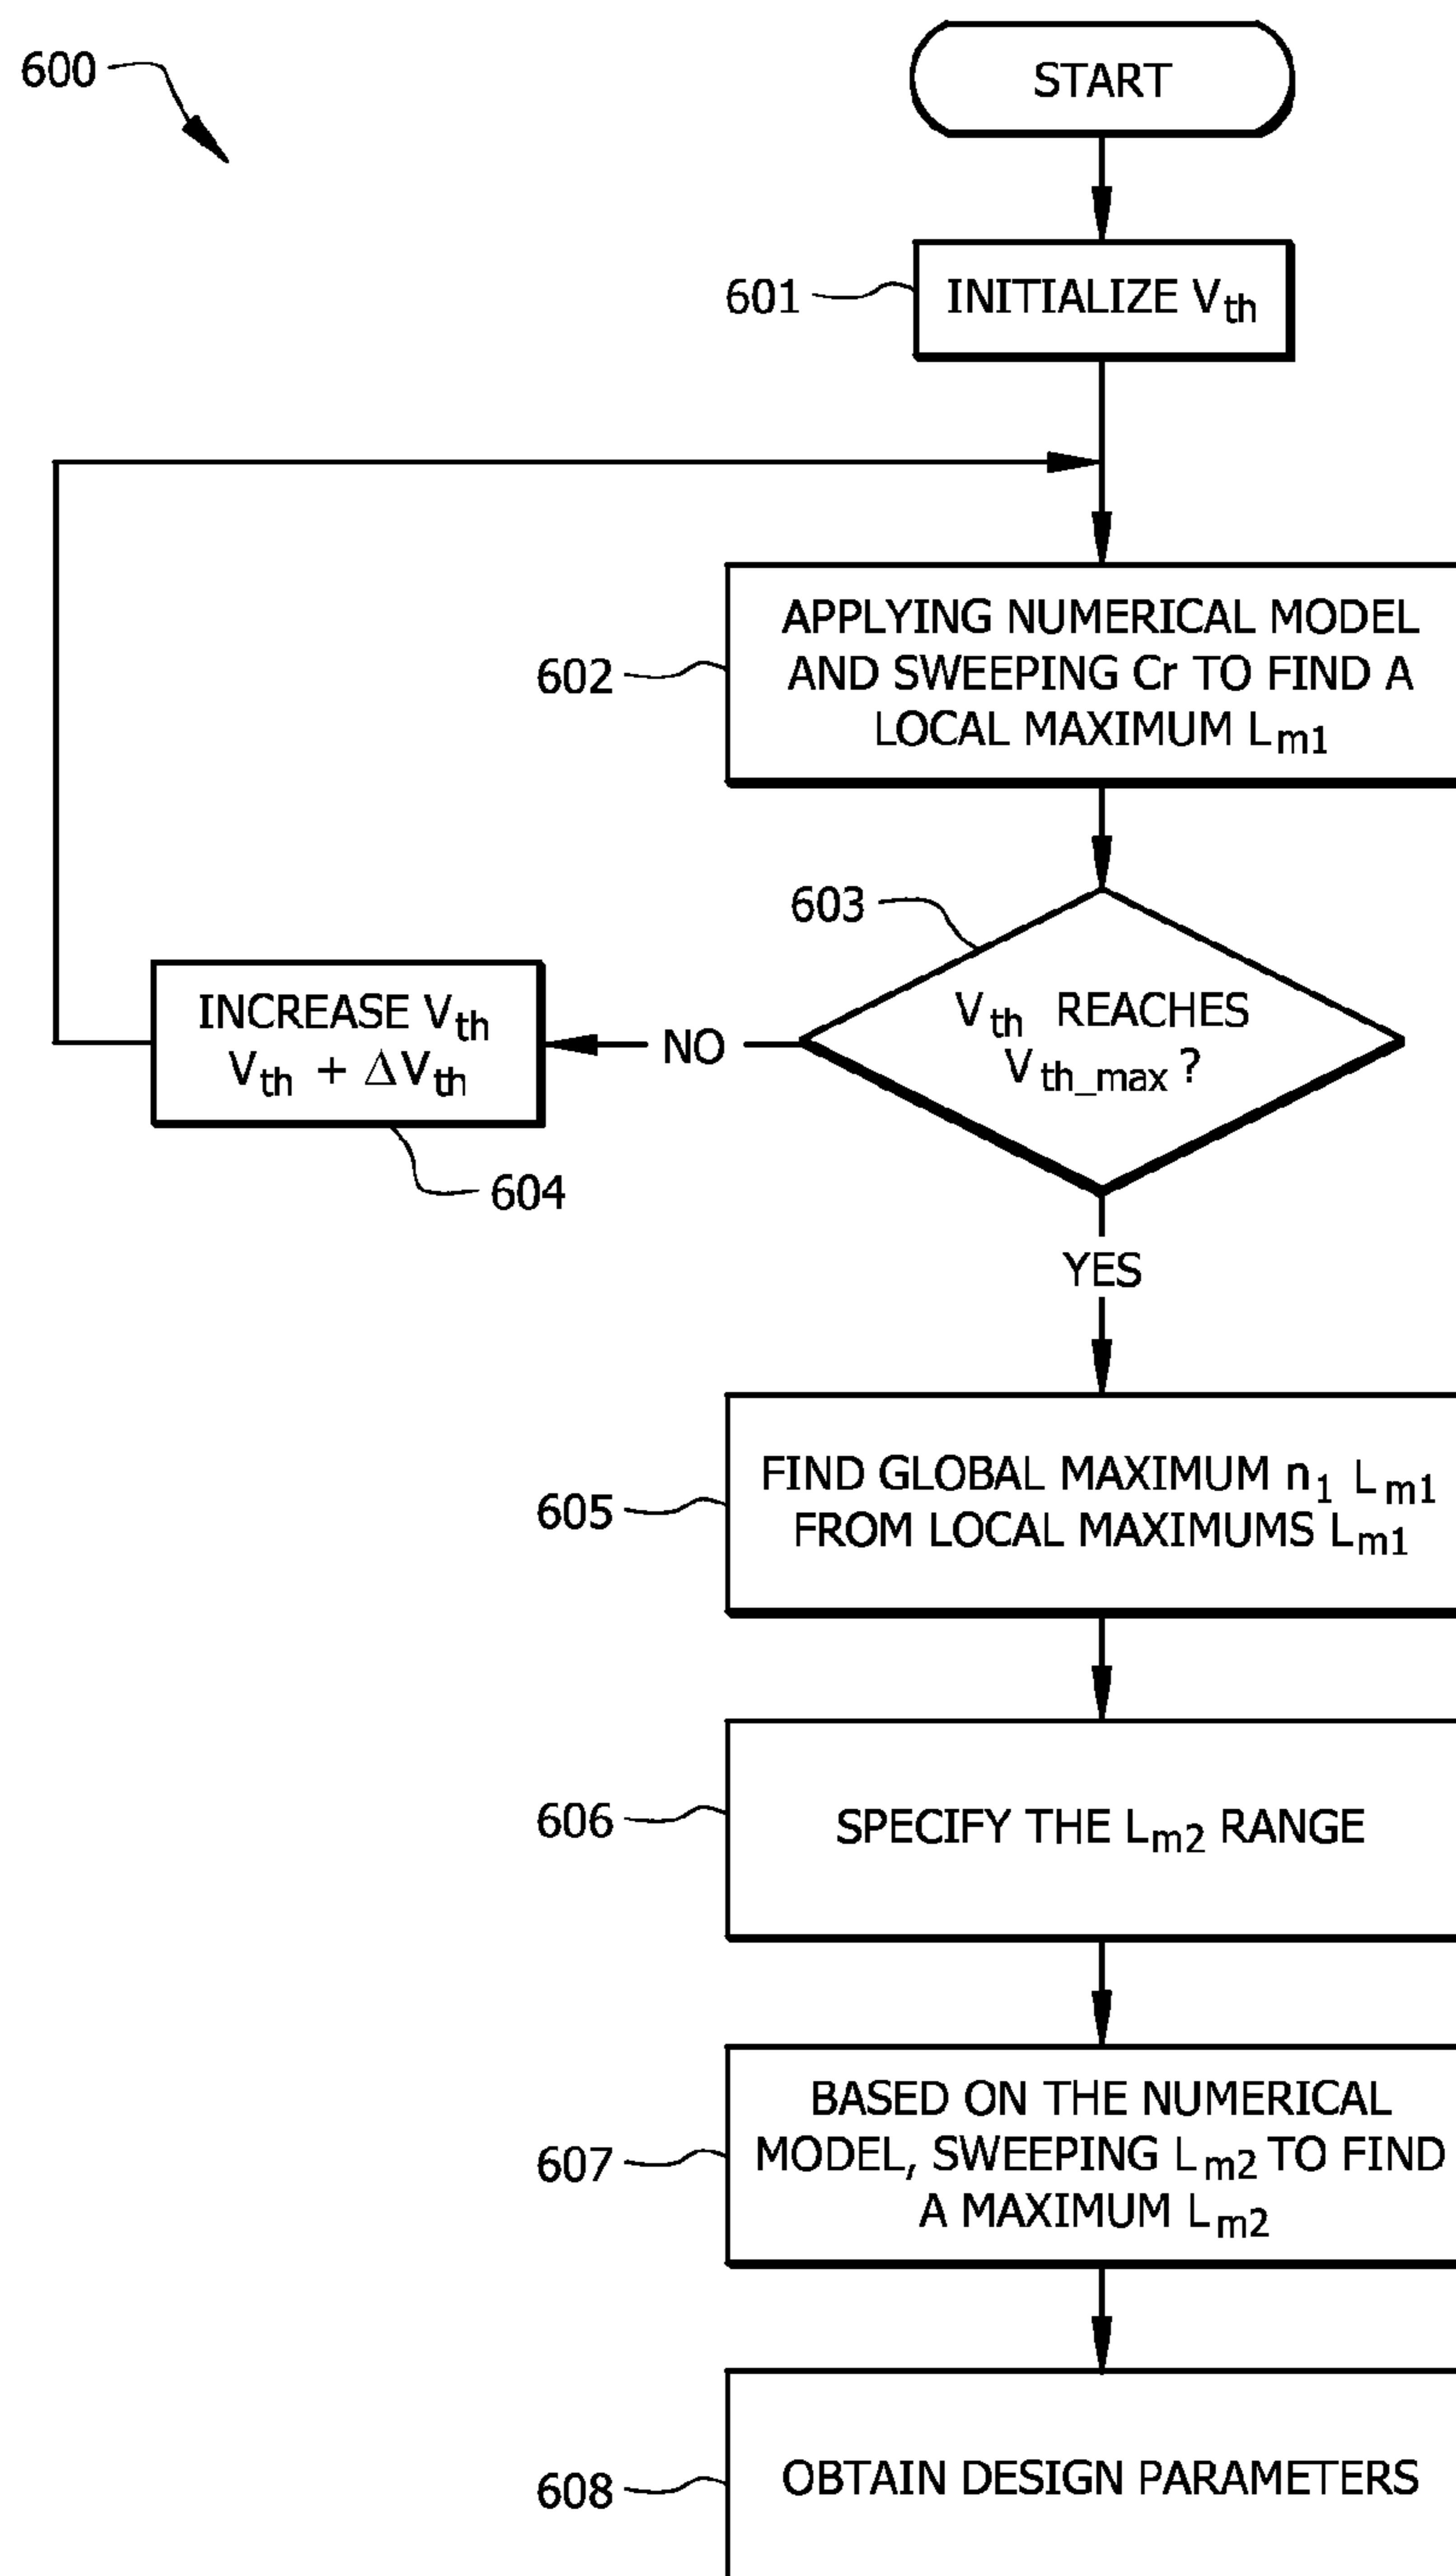 600
START
601
INITIALIZE Vth
602
APPLYING NUMERICAL MODEL
AND SWEEPING Cr TO FIND A
LOCAL MAXIMUM Lm1
603
Vth REACHES
Vth_max ?
NO
INCREASE Vth
Vth + ΔVth
604
YES
605
FIND GLOBAL MAXIMUM n1 Lm1
FROM LOCAL MAXIMUMS Lm1
606
SPECIFY THE Lm2 RANGE
607
BASED ON THE NUMERICAL
MODEL, SWEEPING Lm2 TO FIND
A MAXIMUM Lm2
608
OBTAIN DESIGN PARAMETERS